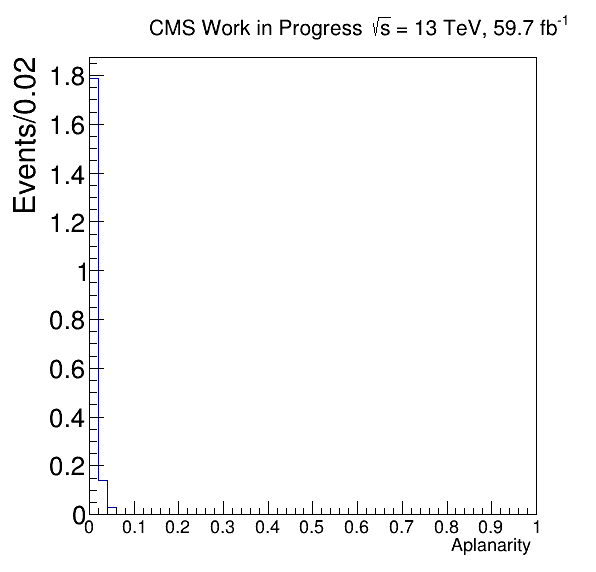 CMS Work in Progress √s = 13 TeV, 59.7 fb⁻¹
Events/0.02
1.8
1.6
1.4
1.2
1
0.8
0.6
0.4
0.2
0
0 0.1 0.2 0.3 0.4 0.5 0.6 0.7 0.8 0.9 1
Aplanarity